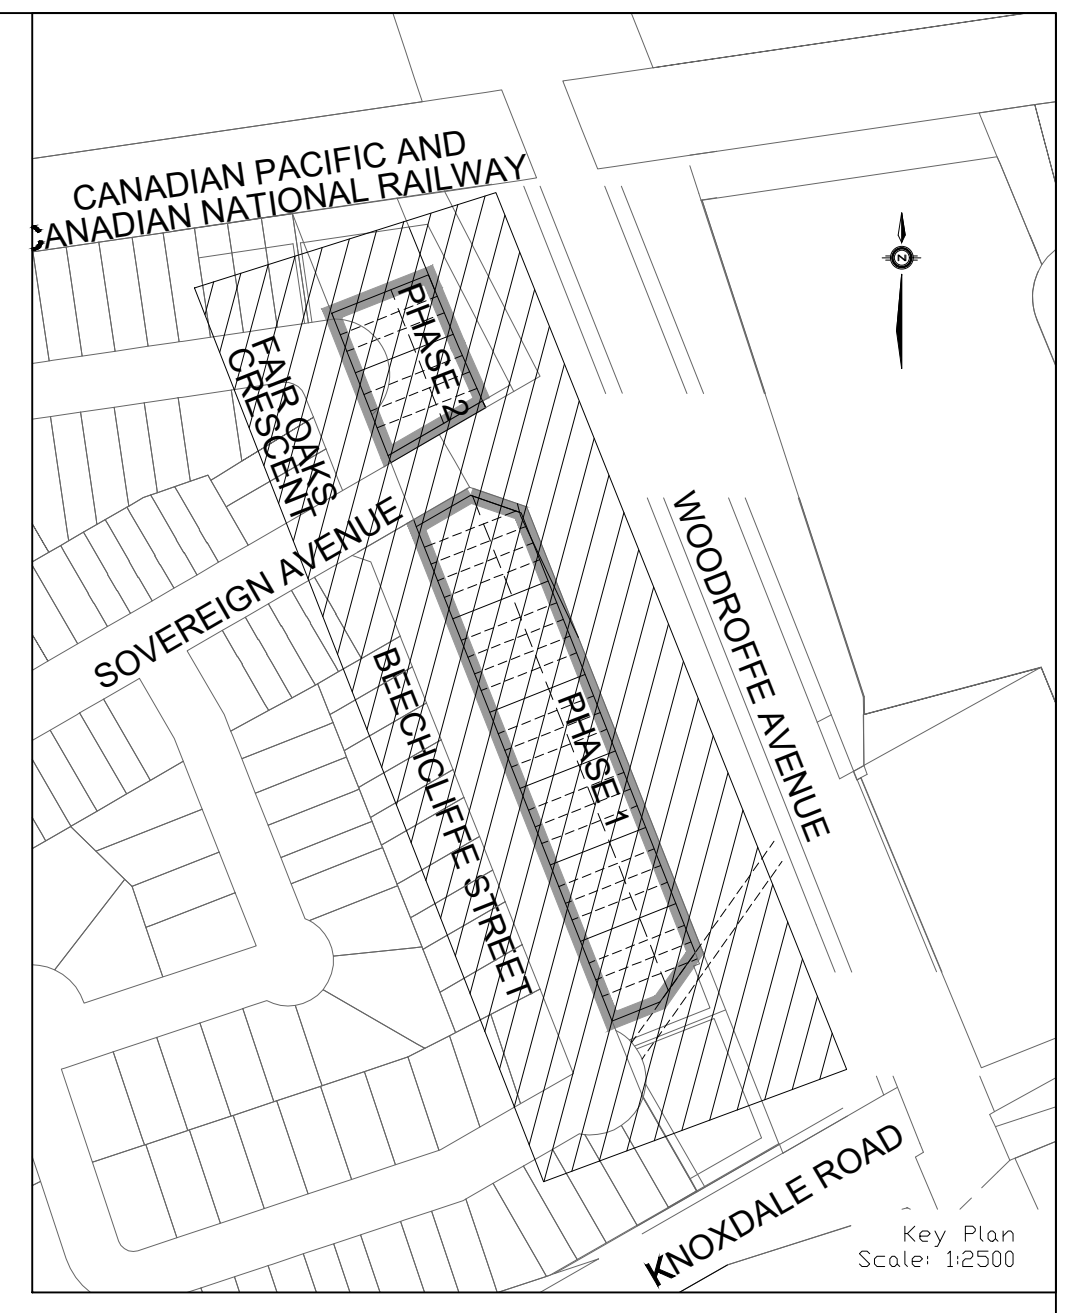 CANADIAN PACIFIC AND
CANADIAN NATIONAL RAILWAY
PHASE 2
FAIR OAKS
CRESCENT
SOVEREIGN AVENUE
WOODROFFE AVENUE
BEECHCLIFFE STREET
PHASE 1
KNOXDALE ROAD
Z
Key Plan
Scale: 1:2500